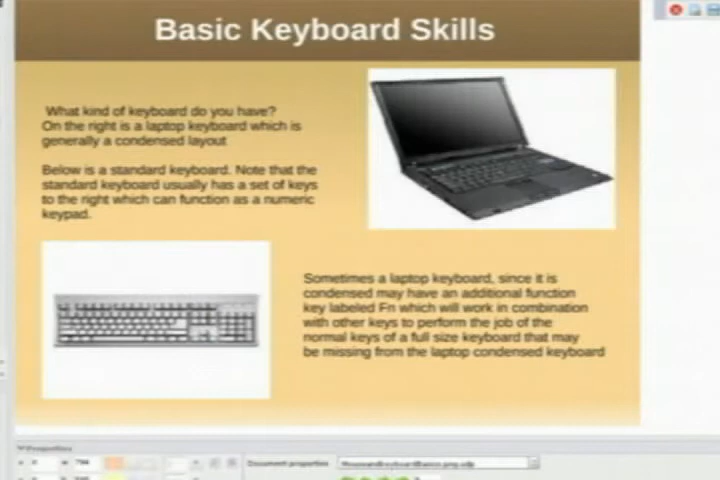 Basic Keyboard Skills
What kind of keyboard do you have?
On the right is a laptop keyboard which is
generally a condensed layout
Below is a standard keyboard. Note that the
standard keyboard usually has a set of keys
to the right which can function as a numeric
keypad.
Sometimes a laptop keyboard, since it is
condensed may have an additional function
key labeled Fn which will work in combination
with other keys to perform the job of the
normal keys of a full size keyboard that may
be missing from the laptop condensed keyboard
Properties
Document properties